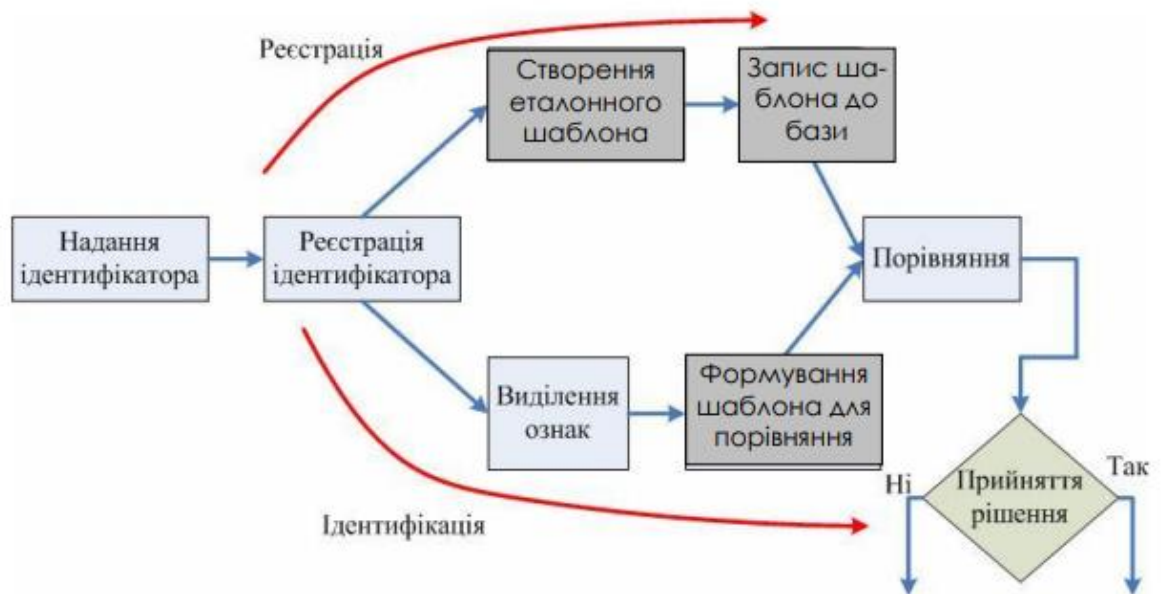 Реєстрація
Створення
еталонного
шаблона
Запис ша-
блона до
бази
Надання
ідентифікатора
Реєстрація
ідентифікатора
Порівняння
Виділення
ознак
Формування
шаблона для
порівняння
Ідентифікація
Ні
Прийняття
рішення
Так